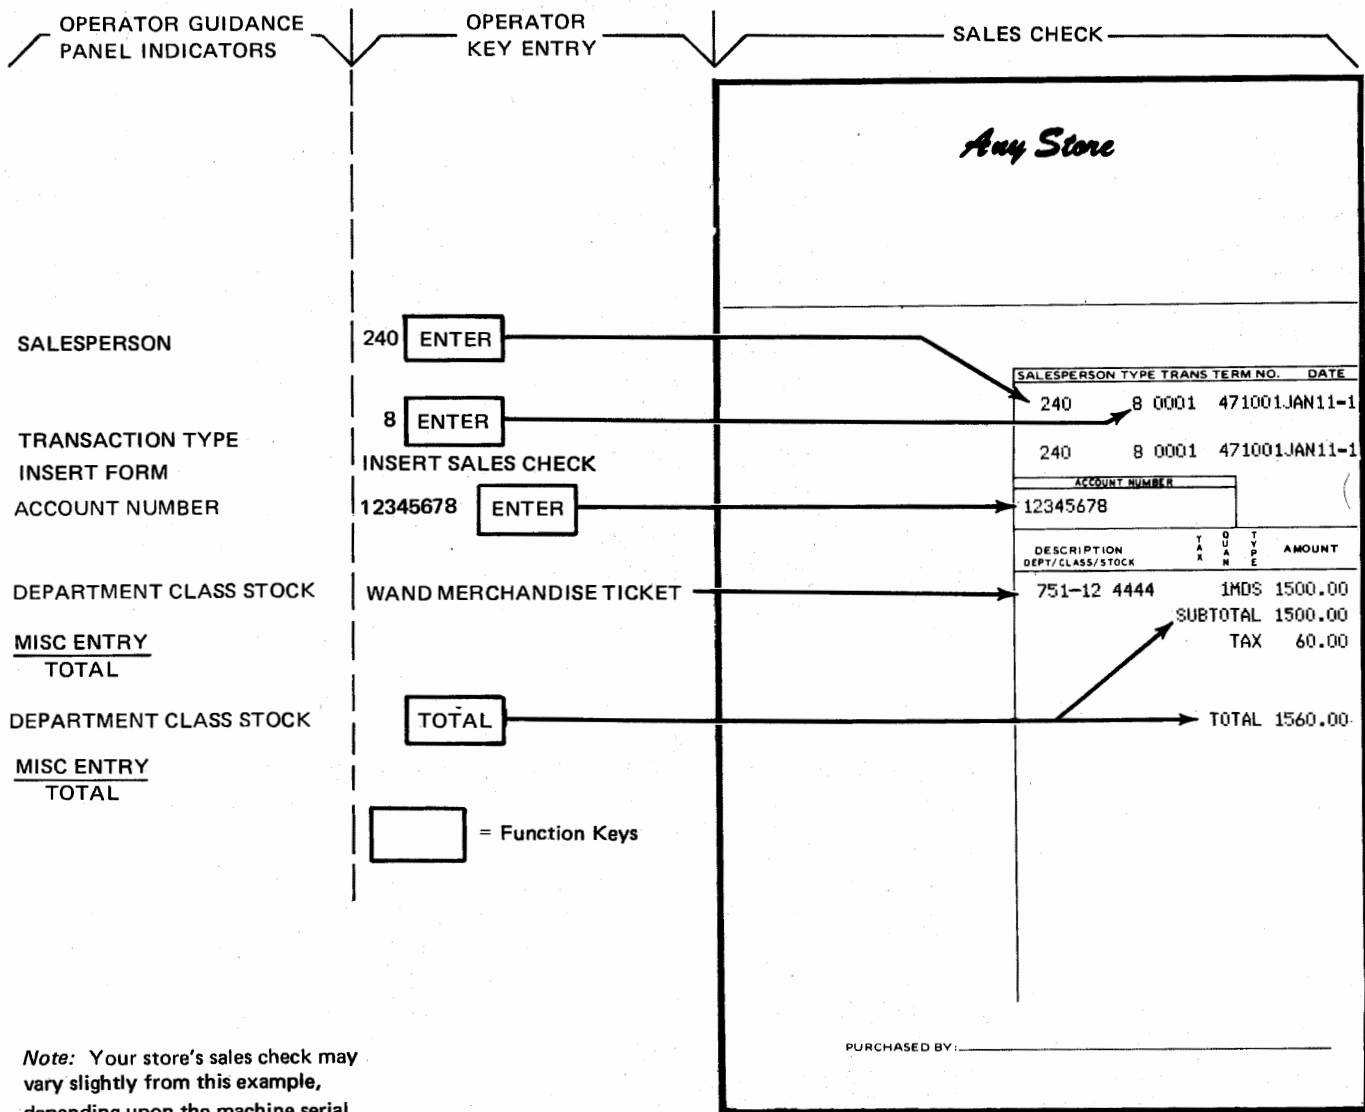 OPERATOR GUIDANCE
PANEL INDICATORS
OPERATOR
KEY ENTRY
SALES CHECK
Any Store
SALESPERSON
240 ENTER
SALESPERSON TYPE TRANS TERM NO. DATE
240 8 0001 471001JAN11-1
8 ENTER
TRANSACTION TYPE
240 8 0001 471001JAN11-1
INSERT FORM
INSERT SALES CHECK
ACCOUNT NUMBER
ACCOUNT NUMBER
12345678 ENTER
12345678
DESCRIPTION
DEPT/CLASS/STOCK
TAX
QUAN
TYPE
AMOUNT
DEPARTMENT CLASS STOCK
WAND MERCHANDISE TICKET
751-12 4444 1MDS 1500.00
SUBTOTAL 1500.00
TAX 60.00
MISC ENTRY
TOTAL
DEPARTMENT CLASS STOCK
TOTAL
TOTAL 1560.00
MISC ENTRY
TOTAL
= Function Keys
PURCHASED BY:
Note: Your store's sales check may
vary slightly from this example,
depending upon the machine serial